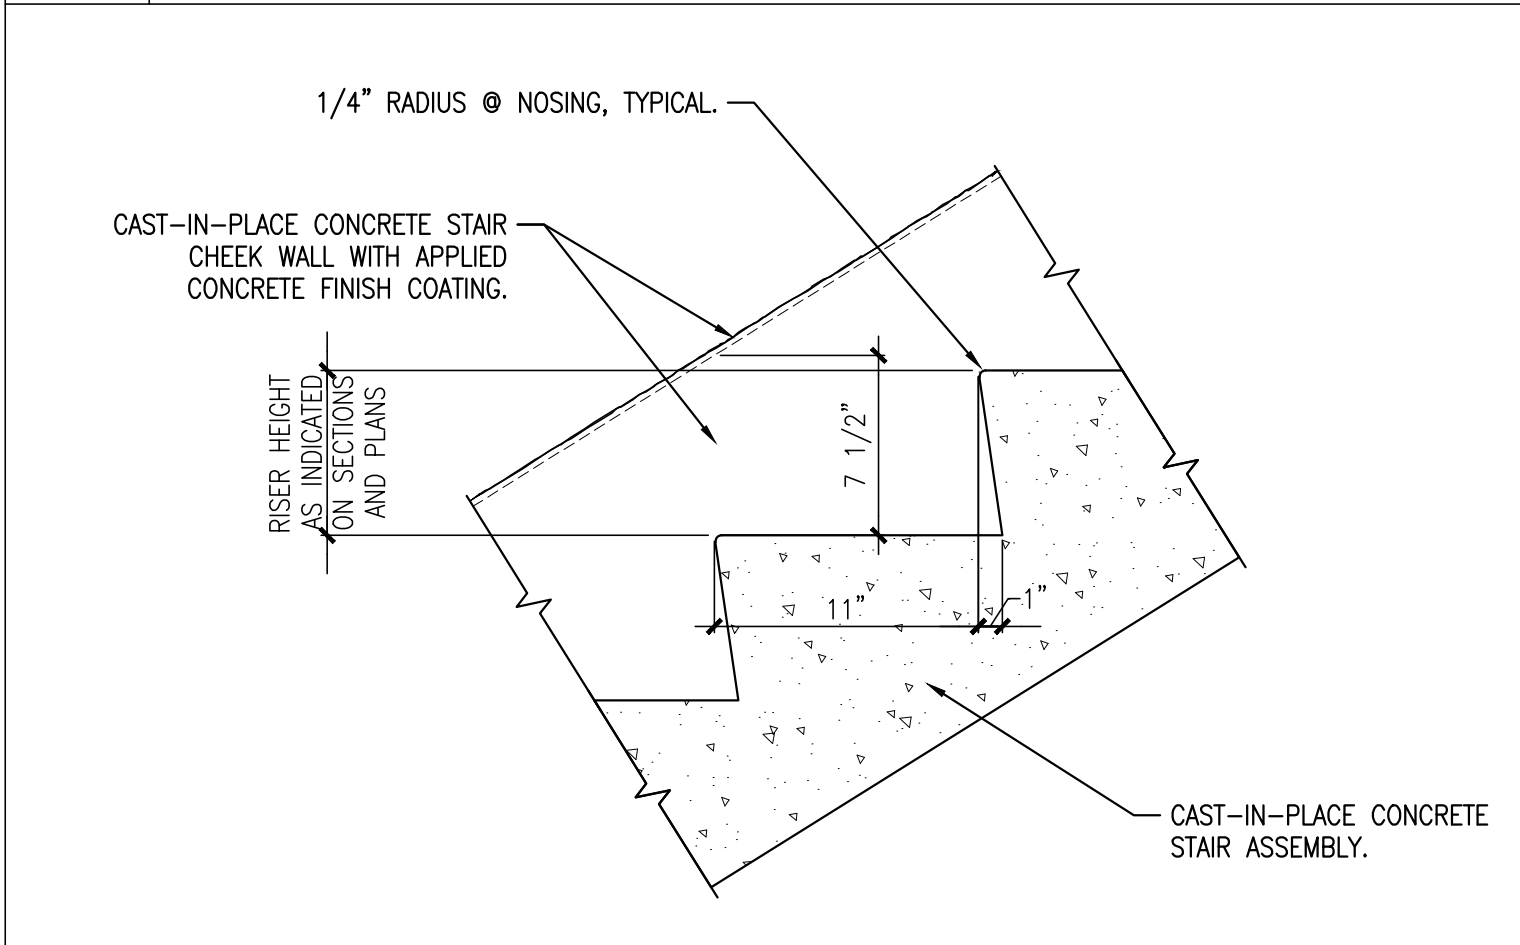 1/4" RADIUS @ NOSING, TYPICAL.
CAST-IN-PLACE CONCRETE STAIR
CHEEK WALL WITH APPLIED
CONCRETE FINISH COATING.
RISER HEIGHT
AS INDICATED
ON SECTIONS
AND PLANS
7 1/2"
11"
1"
CAST-IN-PLACE CONCRETE
STAIR ASSEMBLY.